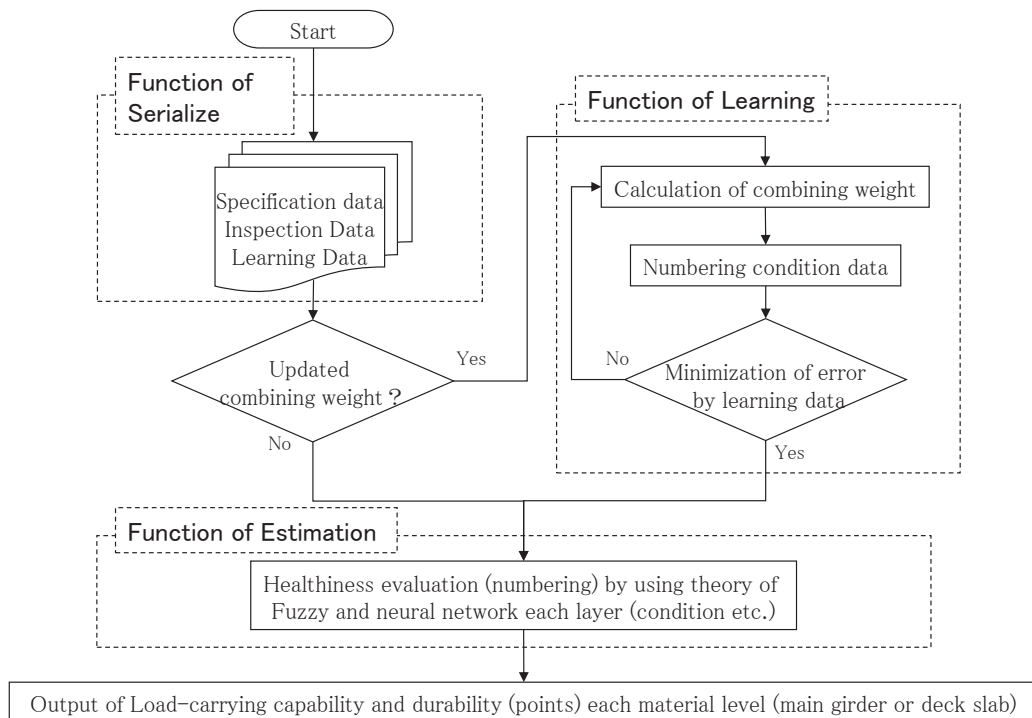 Start
Function of
Serialize
Specification data
Inspection Data
Learning Data
Updated
combining weight ?
Yes
No
Function of Learning
Calculation of combining weight
Numbering condition data
No
Minimization of error
by learning data
Yes
Function of Estimation
Healthiness evaluation (numbering) by using theory of
Fuzzy and neural network each layer (condition etc.)
Output of Load-carrying capability and durability (points) each material level (main girder or deck slab)